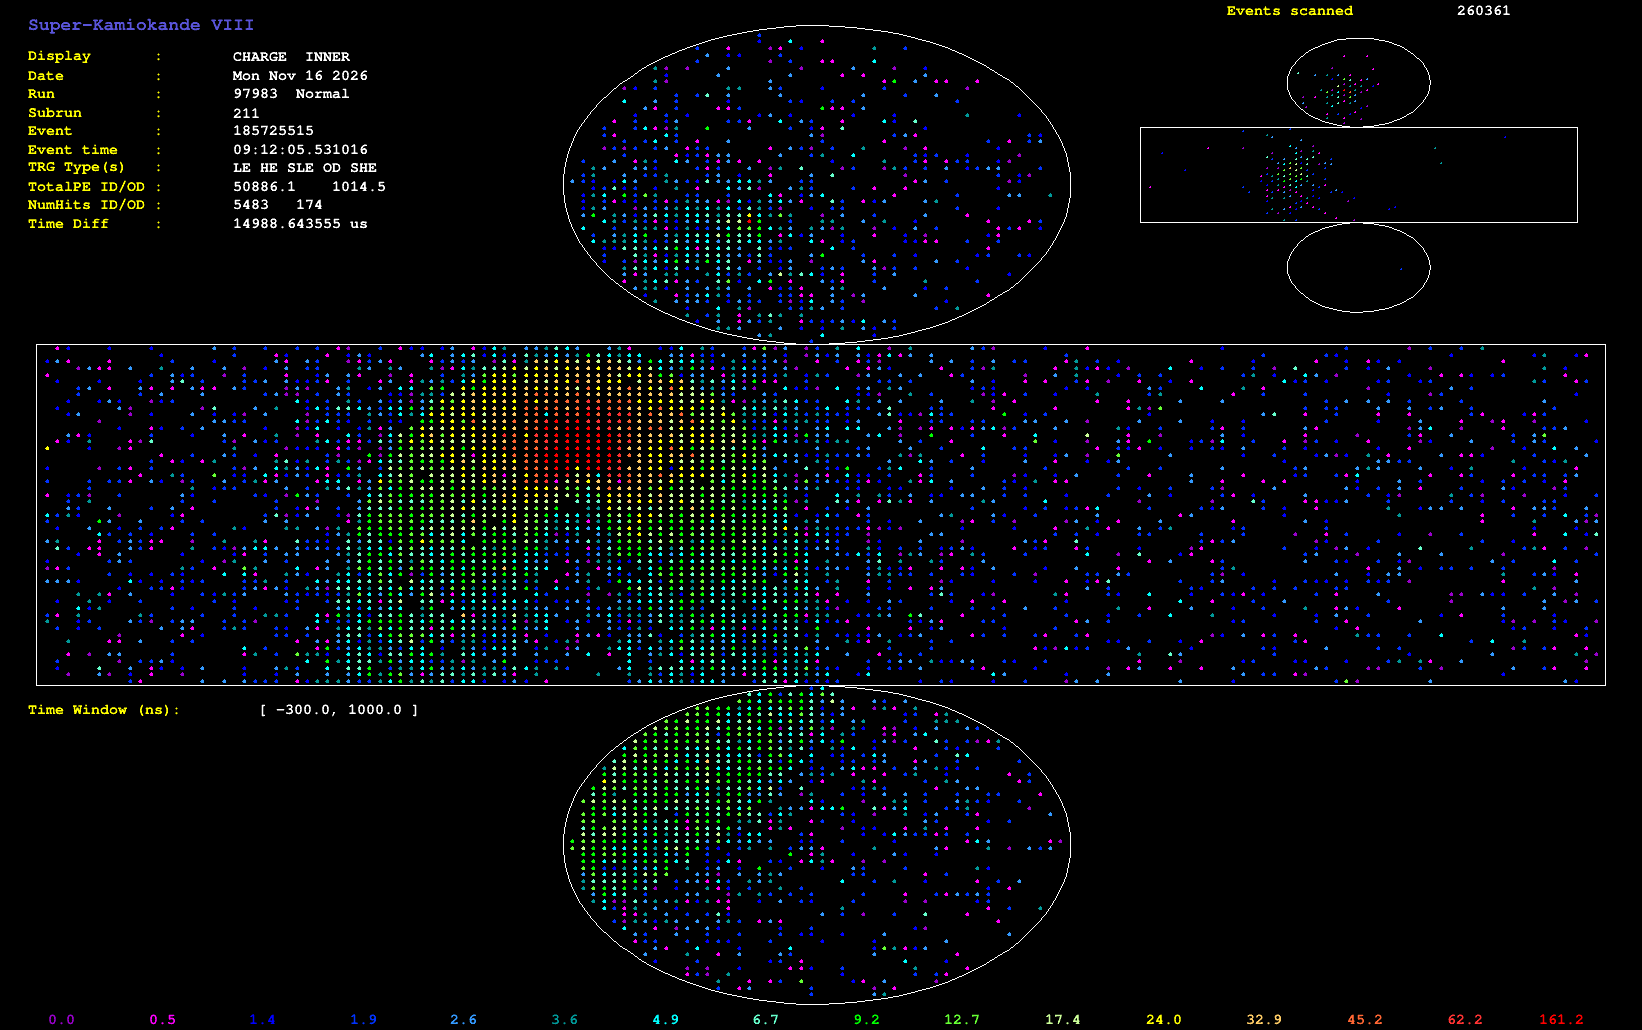 Super-Kamiokande VIII
Events scanned 260361
Display : CHARGE INNER
Date : Mon Nov 16 2026
Run : 97983 Normal
Subrun : 211
Event : 185725515
Event time : 09:12:05.531016
TRG Type(s) : LE HE SLE OD SHE
TotalPE ID/OD : 50886.1 1014.5
NumHits ID/OD : 5483 174
Time Diff : 14988.643555 us
Time Window (ns): [ -300.0, 1000.0 ]
0.0 0.5 1.4 1.9 2.6 3.6 4.9 6.7 9.2 12.7 17.4 24.0 32.9 45.2 62.2 161.2